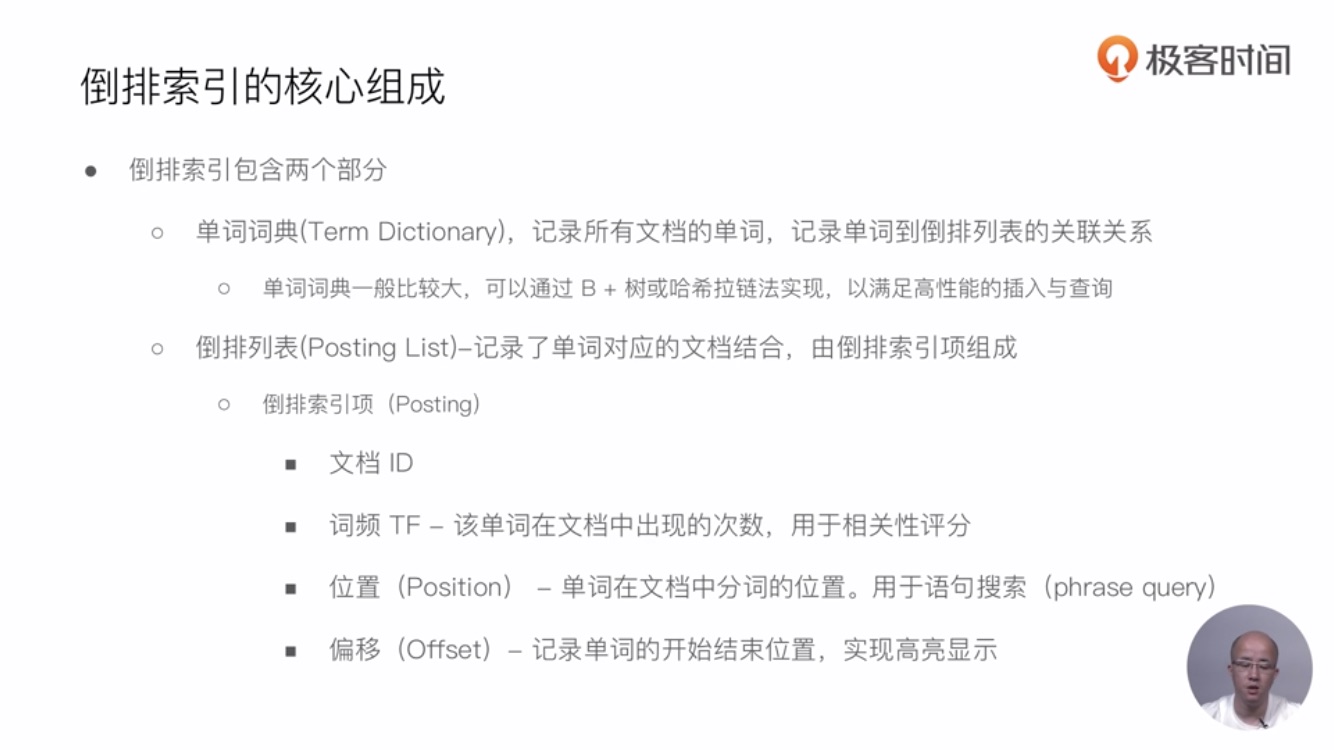 极客时间
倒排索引的核心组成
● 倒排索引包含两个部分
○ 单词词典(Term Dictionary)，记录所有文档的单词，记录单词到倒排列表的关联关系
○ 单词词典一般比较大，可以通过 B + 树或哈希拉链法实现，以满足高性能的插入与查询
○ 倒排列表(Posting List)–记录了单词对应的文档结合，由倒排索引项组成
○ 倒排索引项（Posting）
■ 文档 ID
■ 词频 TF – 该单词在文档中出现的次数，用于相关性评分
■ 位置（Position） – 单词在文档中分词的位置。用于语句搜索（phrase query）
■ 偏移（Offset）– 记录单词的开始结束位置，实现高亮显示